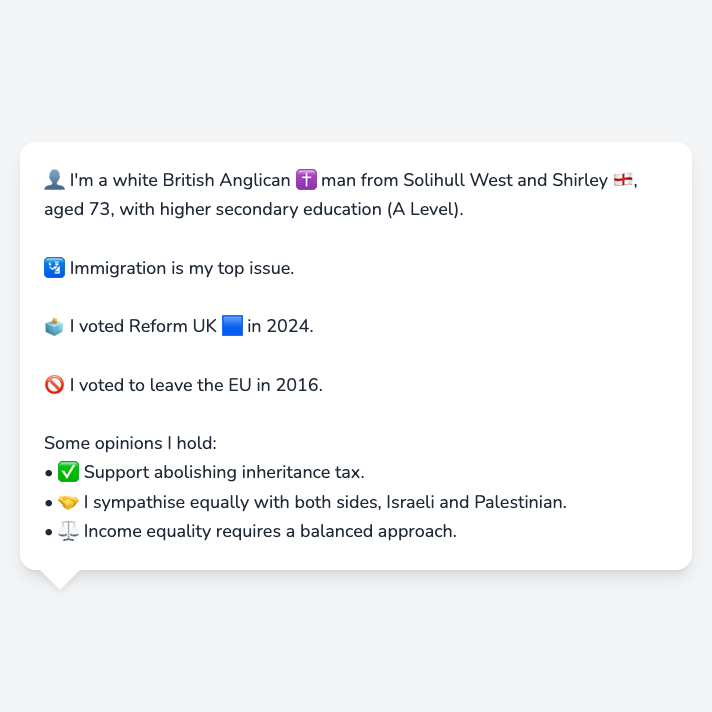 👤 I'm a white British Anglican ✝️ man from Solihull West and Shirley 🏴󠁧󠁢󠁥󠁮󠁧󠁿,
aged 73, with higher secondary education (A Level).
🛂 Immigration is my top issue.
🗳️ I voted Reform UK 🟦 in 2024.
🚫 I voted to leave the EU in 2016.
Some opinions I hold:
• ✅ Support abolishing inheritance tax.
• 🤝 I sympathise equally with both sides, Israeli and Palestinian.
• ⚖️ Income equality requires a balanced approach.